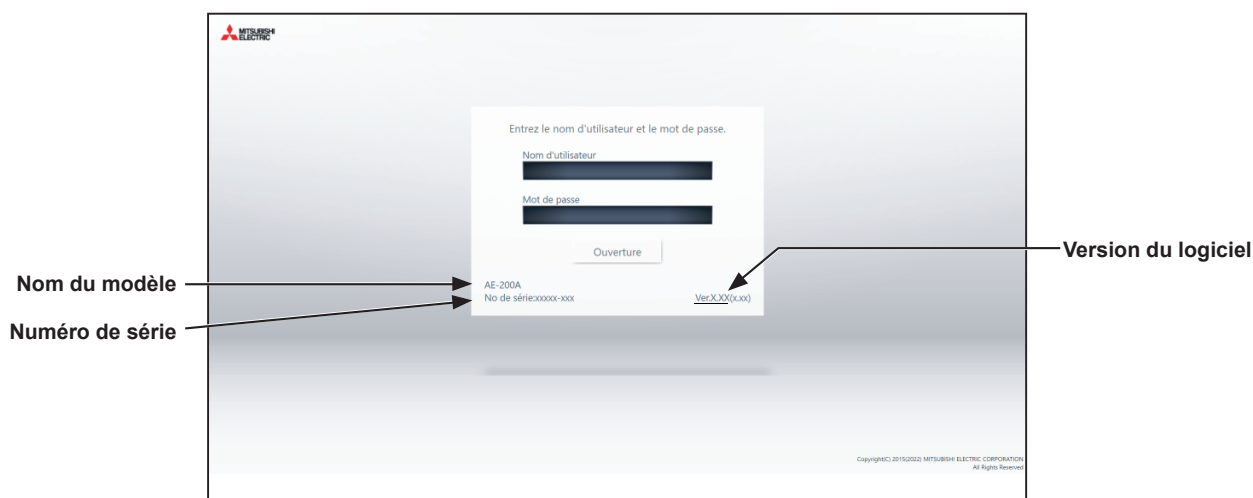 MITSUBISHI
ELECTRIC
Entrez le nom d'utilisateur et le mot de passe.
Nom d'utilisateur
Mot de passe
Ouverture
Version du logiciel
Nom du modèle
AE-200A
No de série:xxxxx-xxx
Ver.X.XX(x.xx)
Numéro de série
Copyright(C) 2015(2022) MITSUBISHI ELECTRIC CORPORATION
All Rights Reserved